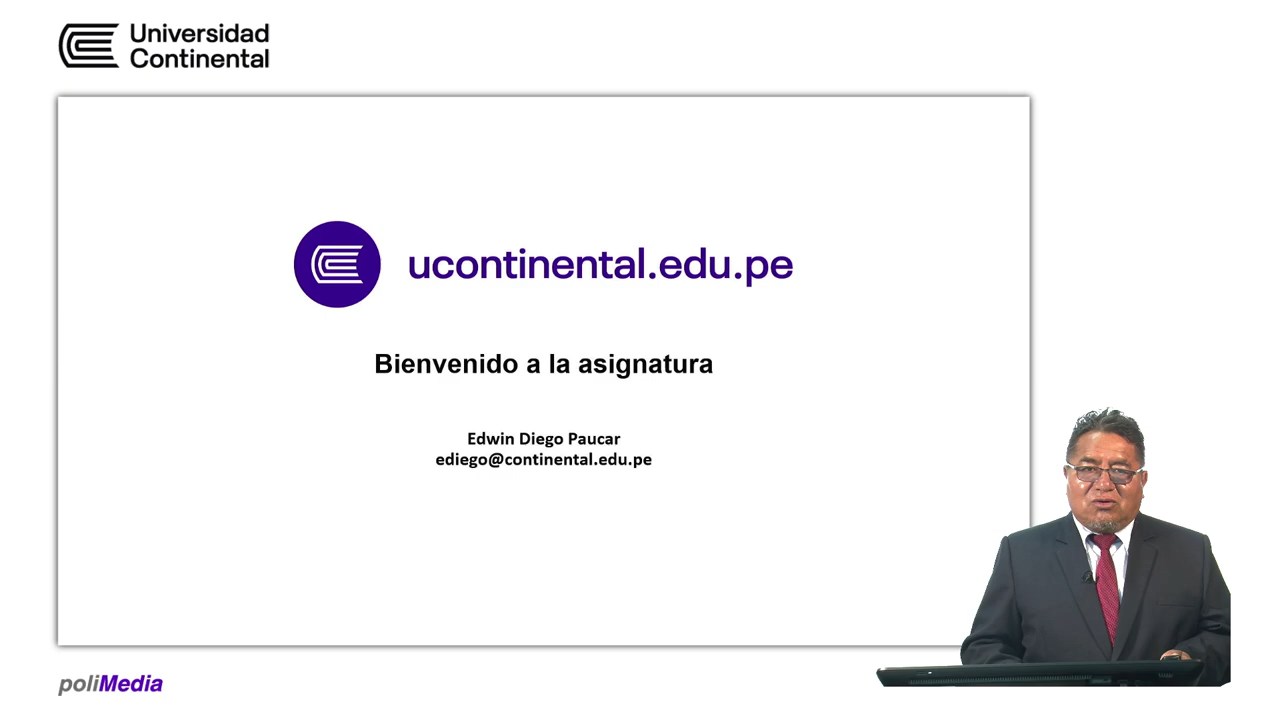 Universidad
Continental
ucontinental.edu.pe
Bienvenido a la asignatura
Edwin Diego Paucar
ediego@continental.edu.pe
poliMedia